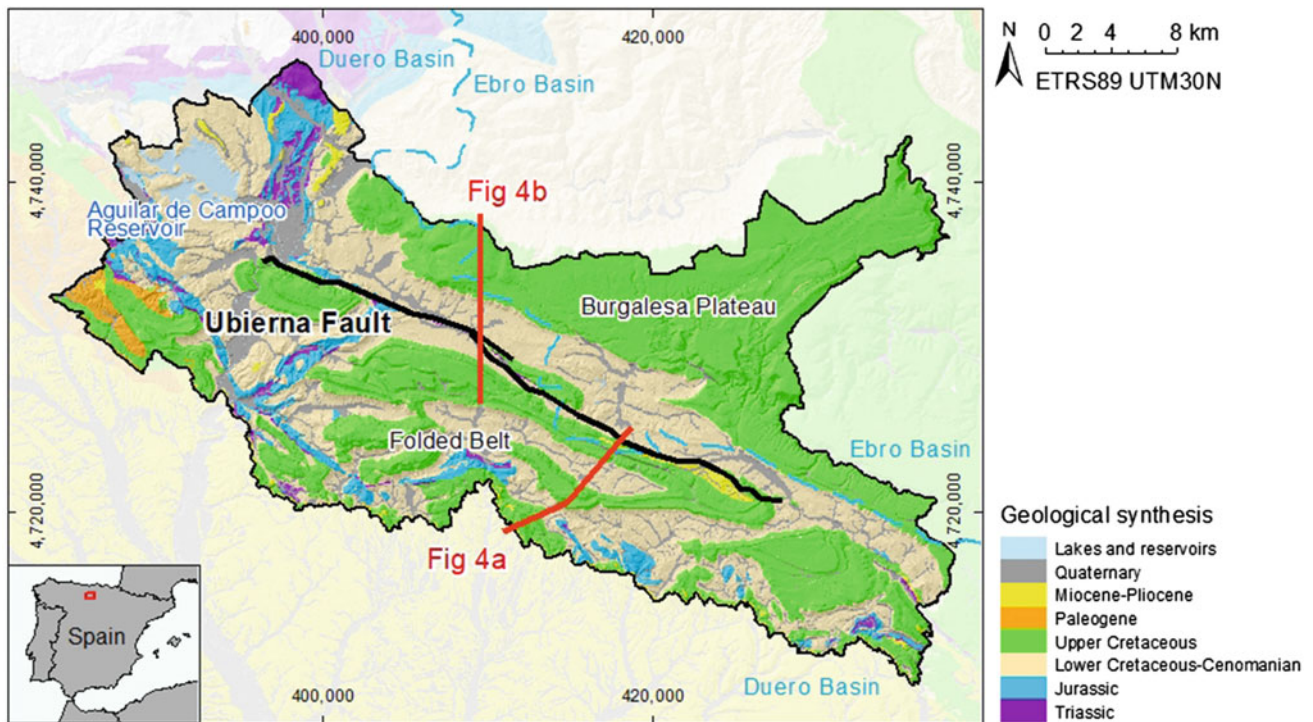 400,000
420,000
Duero Basin
Ebro Basin
N
0 4 8 km
ETRS89 UTM30N
4,740,000
4,740,000
Fig 4b
Aguilar de Campoo
Reservoir
Burgalesa Plateau
Ubierna Fault
Folded Belt
Ebro Basin
4,720,000
4,720,000
Fig 4a
Spain
400,000
420,000
Duero Basin
Geological synthesis
Lakes and reservoirs
Quaternary
Miocene-Pliocene
Paleogene
Upper Cretaceous
Lower Cretaceous-Cenomanian
Jurassic
Triassic